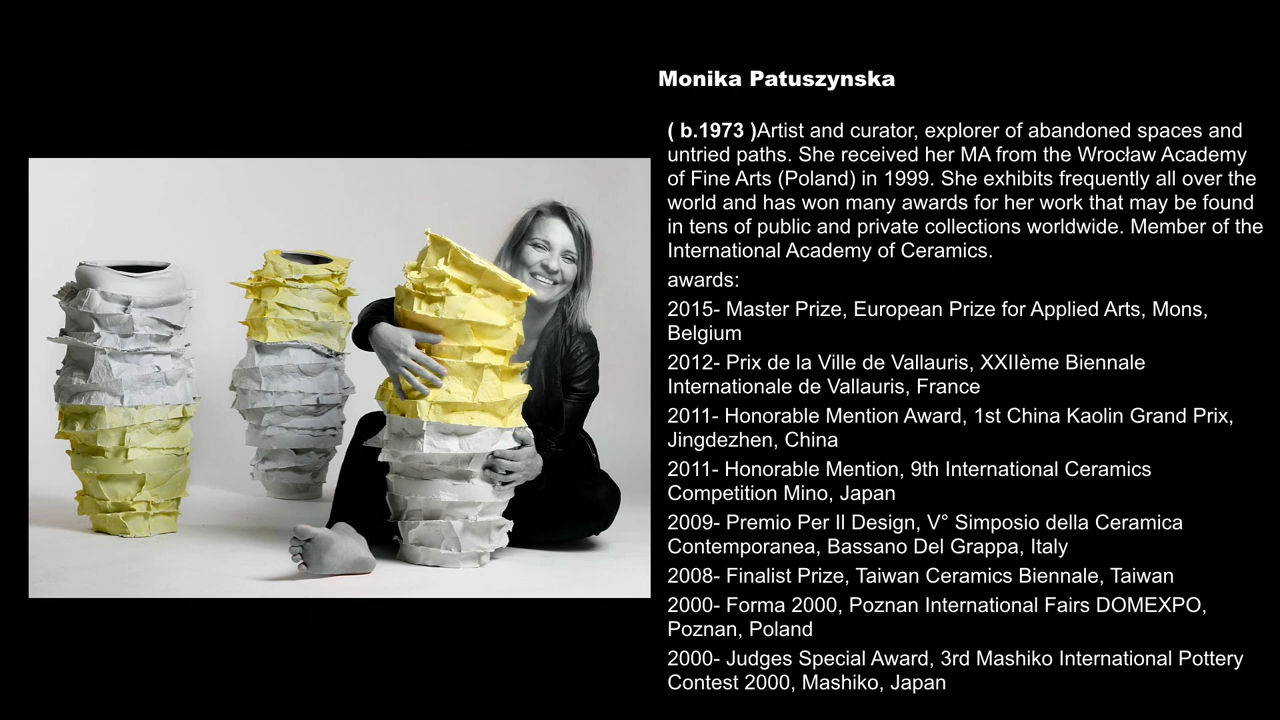 Monika Patuszynska
( b.1973 )Artist and curator, explorer of abandoned spaces and
untried paths. She received her MA from the Wrocław Academy
of Fine Arts (Poland) in 1999. She exhibits frequently all over the
world and has won many awards for her work that may be found
in tens of public and private collections worldwide. Member of the
International Academy of Ceramics.
awards:
2015- Master Prize, European Prize for Applied Arts, Mons,
Belgium
2012- Prix de la Ville de Vallauris, XXIIème Biennale
Internationale de Vallauris, France
2011- Honorable Mention Award, 1st China Kaolin Grand Prix,
Jingdezhen, China
2011- Honorable Mention, 9th International Ceramics
Competition Mino, Japan
2009- Premio Per Il Design, V° Simposio della Ceramica
Contemporanea, Bassano Del Grappa, Italy
2008- Finalist Prize, Taiwan Ceramics Biennale, Taiwan
2000- Forma 2000, Poznan International Fairs DOMEXPO,
Poznan, Poland
2000- Judges Special Award, 3rd Mashiko International Pottery
Contest 2000, Mashiko, Japan